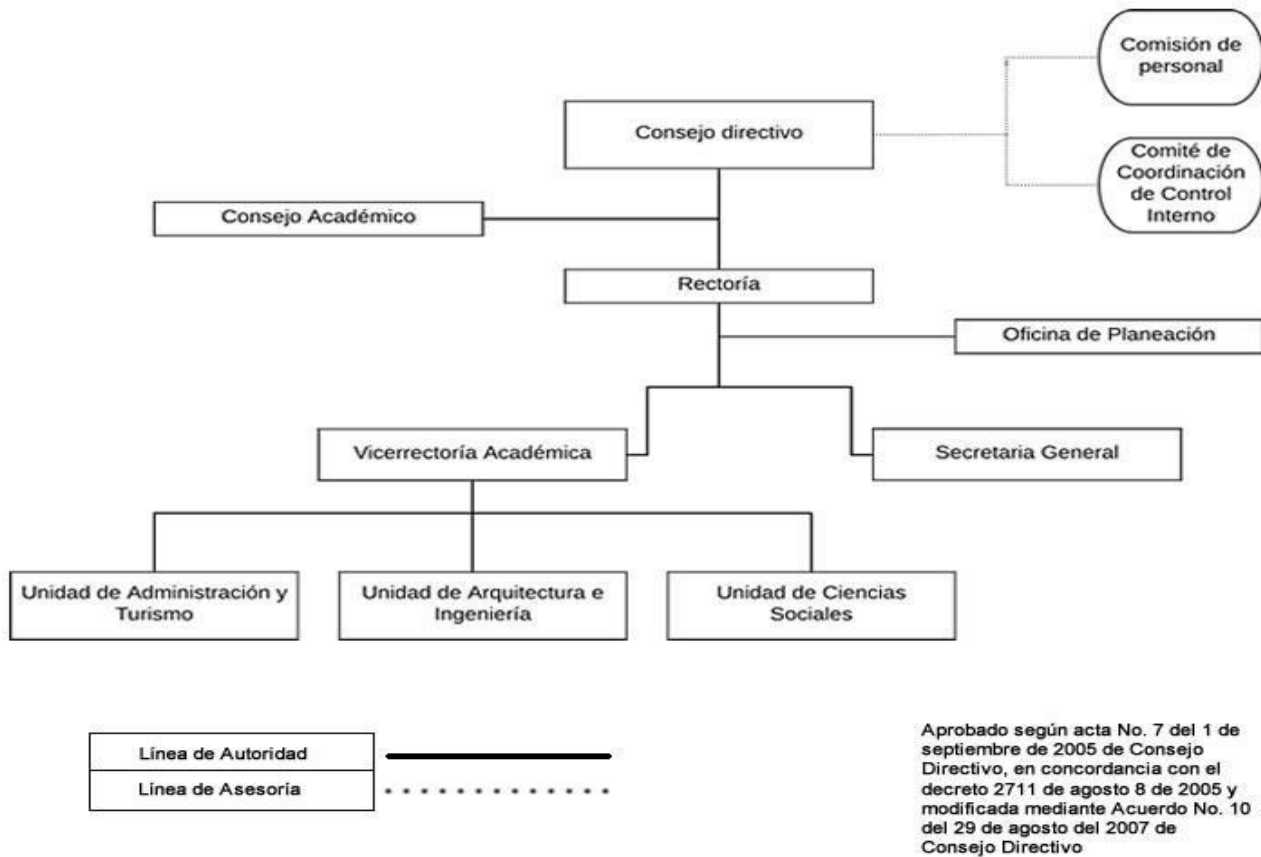 Comisión de
personal
Consejo directivo
Comité de
Coordinación
de Control
Interno
Consejo Académico
Rectoría
Oficina de Planeación
Vicerrectoría Académica
Secretaria General
Unidad de Administración y
Turismo
Unidad de Arquitectura e
Ingeniería
Unidad de Ciencias
Sociales
Línea de Autoridad
Línea de Asesoría
Aprobado según acta No. 7 del 1 de
septiembre de 2005 de Consejo
Directivo, en concordancia con el
decreto 2711 de agosto 8 de 2005 y
modificada mediante Acuerdo No. 10
del 29 de agosto del 2007 de
Consejo Directivo